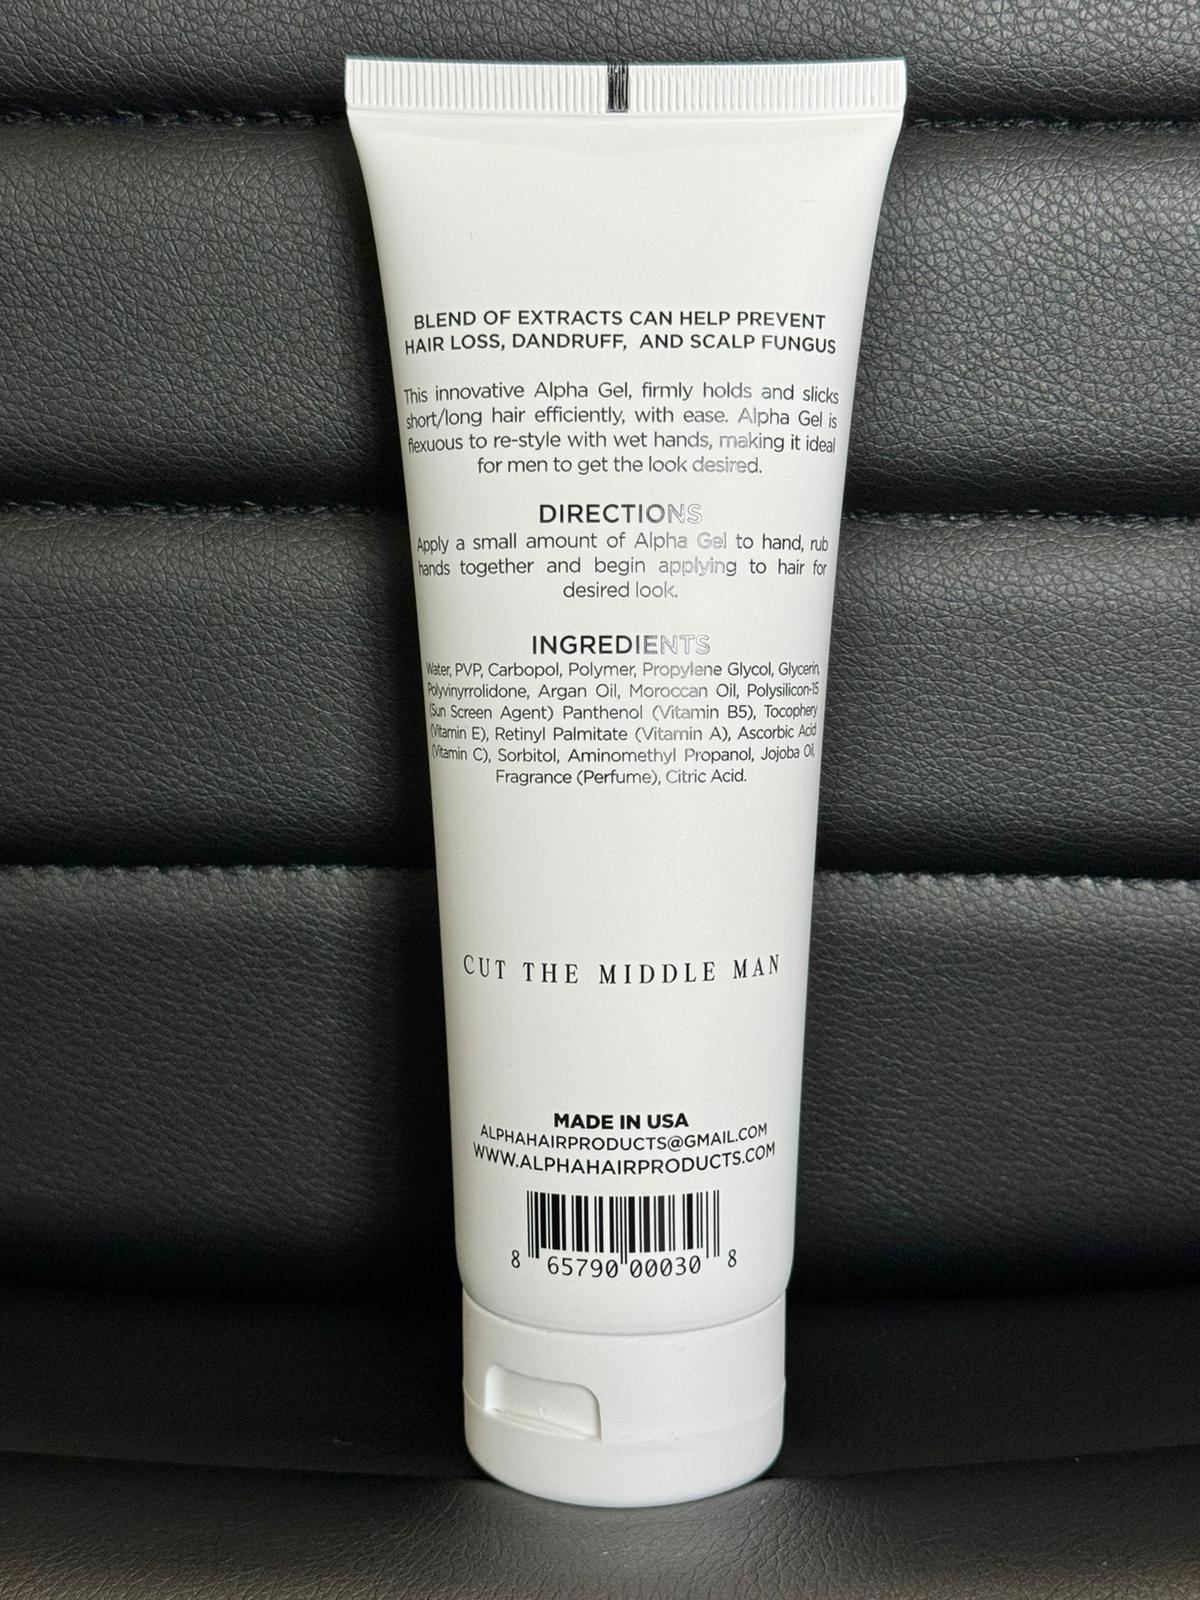 BLEND OF EXTRACTS CAN HELP PREVENT
HAIR LOSS, DANDRUFF, AND SCALP FUNGUS
This innovative Alpha Gel, firmly holds and slicks
short/long hair efficiently, with ease. Alpha Gel is
flexuous to re-style with wet hands, making it ideal
for men to get the look desired.
DIRECTIONS
Apply a small amount of Alpha Gel to hand, rub
hands together and begin applying to hair for
desired look.
INGREDIENTS
Water, PVP, Carbopol, Polymer, Propylene Glycol, Glycerin,
Polyvinyrrolidone, Argan Oil, Moroccan Oil, Polysilicon-15
(Sun Screen Agent) Panthenol (Vitamin B5), Tocophery
(Vitamin E), Retinyl Palmitate (Vitamin A), Ascorbic Acid
(Vitamin C), Sorbitol, Aminomethyl Propanol, Jojoba Oil,
Fragrance (Perfume), Citric Acid.
CUT THE MIDDLE MAN
MADE IN USA
ALPHAHAIRPRODUCTS@GMAIL.COM
WWW.ALPHAHAIRPRODUCTS.COM
8 65790 00030 8